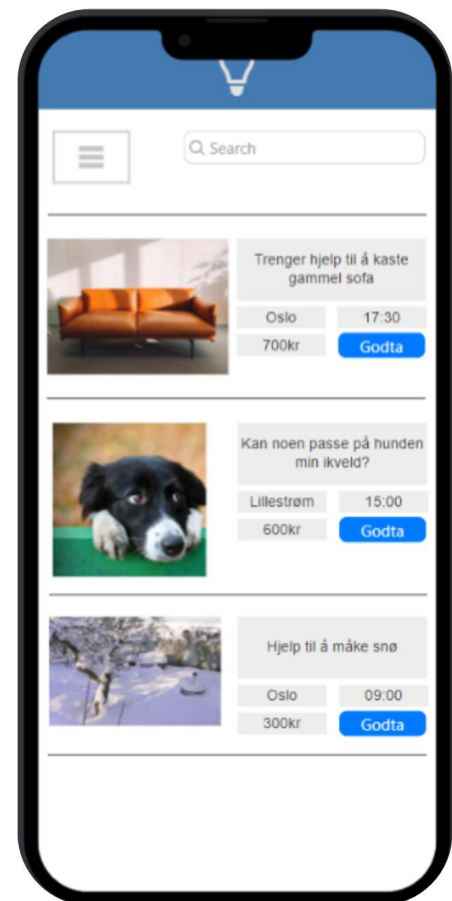 Search
Trenger hjelp til å kaste
gammel sofa
Oslo
17:30
700kr
Godta
Kan noen passe på hunden
min ikveld?
Lillestrøm
15:00
600kr
Godta
Hjelp til å måke snø
Oslo
09:00
300kr
Godta